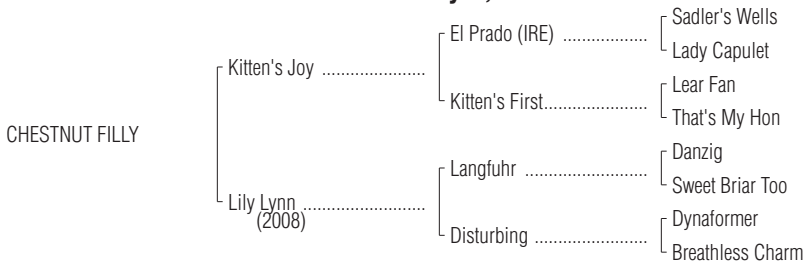 Sadler's Wells
El Prado (IRE) ..................
Lady Capulet
Kitten's Joy ......................
Lear Fan
Kitten's First......................
That's My Hon
CHESTNUT FILLY
Danzig
Langfuhr ..........................
Sweet Briar Too
Lily Lynn ..........................
(2008)
Dynaformer
Disturbing ........................
Breathless Charm